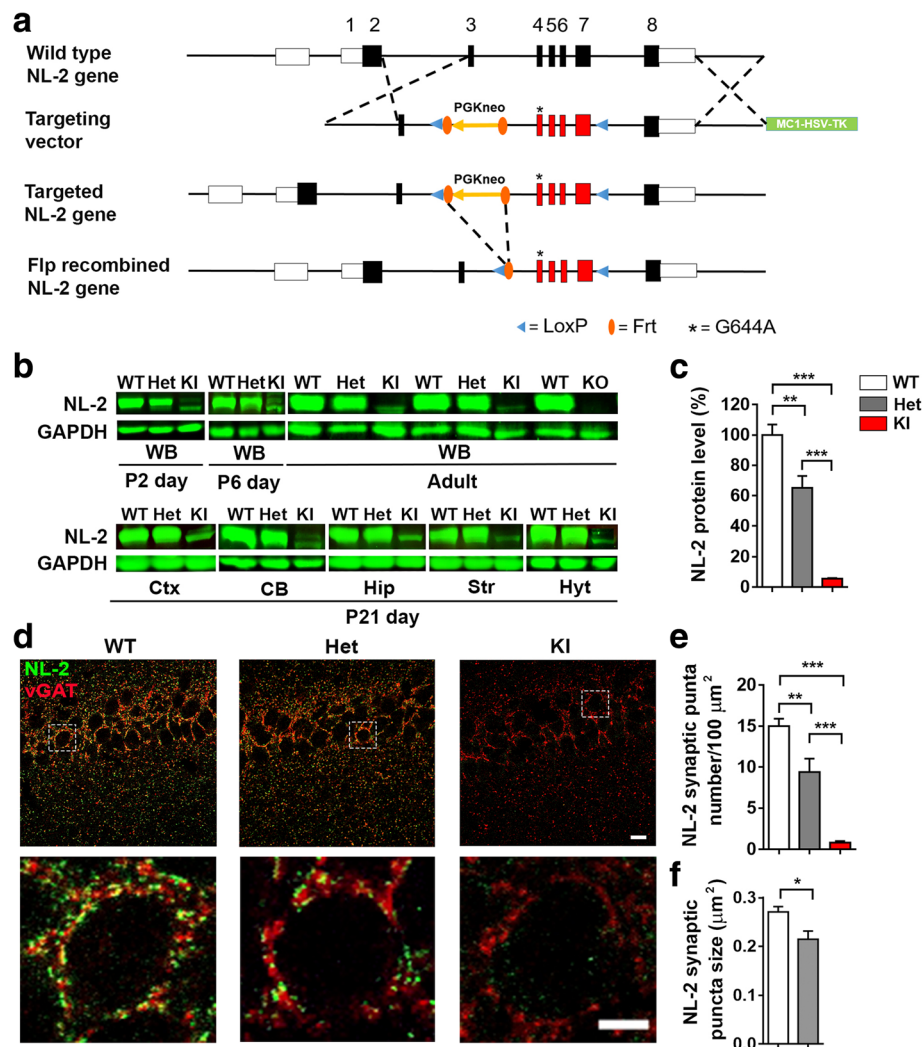 a
1 2 3 4 5 6 7 8
Wild type
NL-2 gene
PGKneo
*
Targeting
vector
MC1-HSV-TK
PGKneo
*
Targeted
NL-2 gene
*
Flp recombined
NL-2 gene
= LoxP = Frt * = G644A
b
WT Het KI WT Het KI WT Het KI WT Het KI WT KO
NL-2
GAPDH
WB WB WB
P2 day P6 day Adult
WT Het KI WT Het KI WT Het KI WT Het KI WT Het KI
NL-2
GAPDH
Ctx CB Hip Str Hyt
P21 day
c
WT
Het
KI
NL-2 protein level (%)
120
100
80
60
40
20
0
***
**
***
d
WT Het KI
NL-2
vGAT
e
NL-2 synaptic punta
number/100 μm²
20
15
10
5
0
***
**
***
f
NL-2 synaptic
puncta size (μm²)
0.3
0.2
0.1
0.0
*